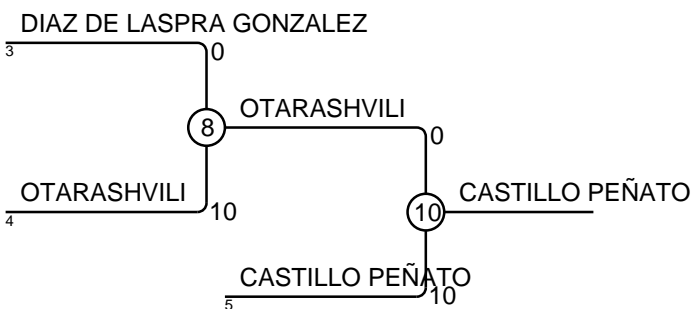 DIAZ DE LASPRA GONZALEZ
3
0
8
OTARASHVILI
0
OTARASHVILI
4
10
10
CASTILLO PEÑATO
CASTILLO PEÑATO
5
10